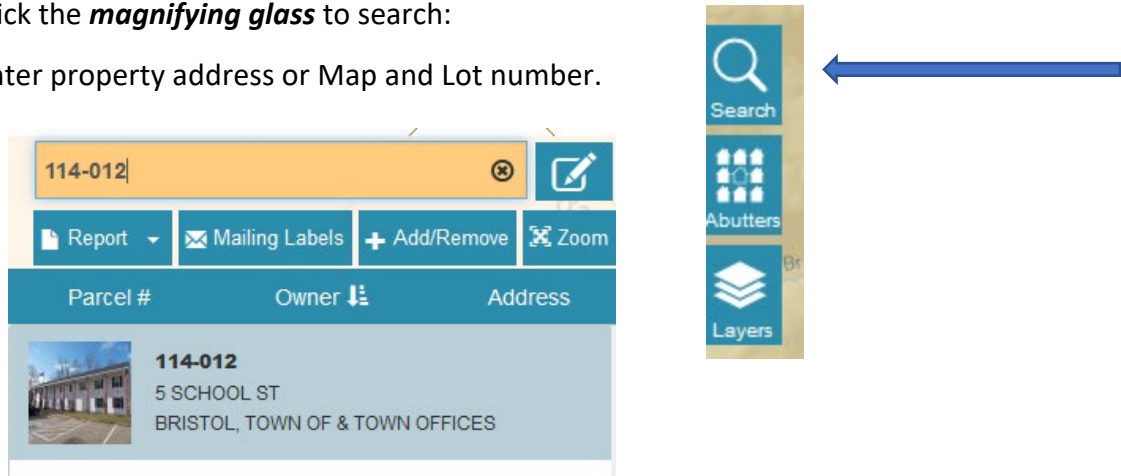 ick the magnifying glass to search:
nter property address or Map and Lot number.
Search
Abutters
Layers
114-012
Report
Mailing Labels
Add/Remove
Zoom
Parcel # Owner Address
114-012
5 SCHOOL ST
BRISTOL, TOWN OF & TOWN OFFICES